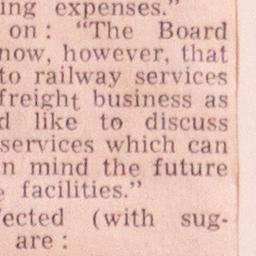 ing expenses."
on: "The Board
now, however, that
to railway services
freight business as
d like to discuss
services which can
n mind the future
facilities."
ected (with sug-
are: